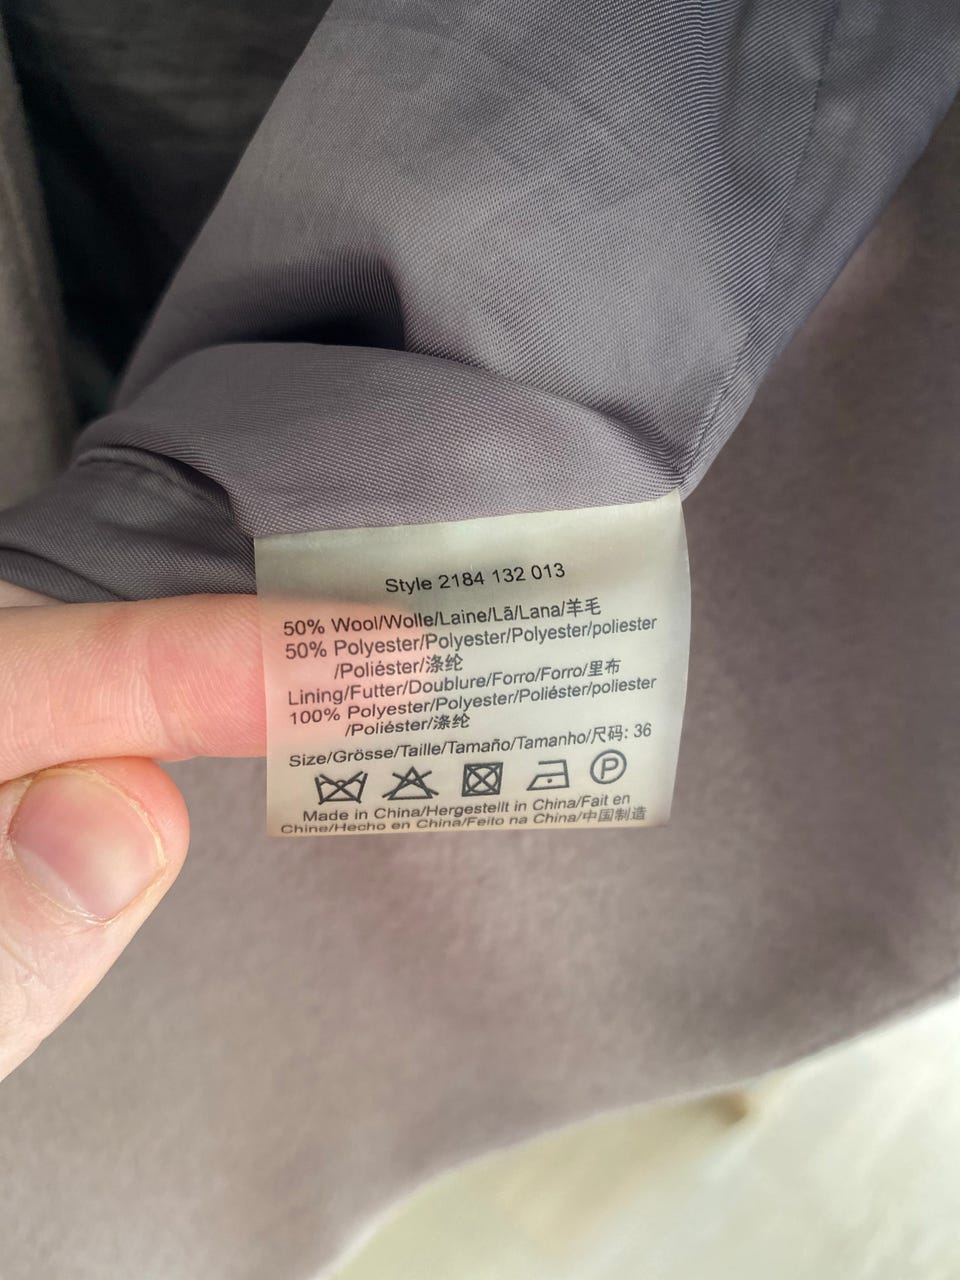 Style 2184 132 013
50% Wool/Wolle/Laine/Lã/Lana/羊毛
50% Polyester/Polyester/Polyester/poliester
/Poliéster/涤纶
Lining/Futter/Doublure/Forro/Forro/里布
100% Polyester/Polyester/Poliéster/poliester
/Poliéster/涤纶
Size/Grösse/Taille/Tamaño/Tamanho/尺码: 36
P
Made in China/Hergestellt in China/Fait en
Chine/Hecho en China/Feito na China/中国制造